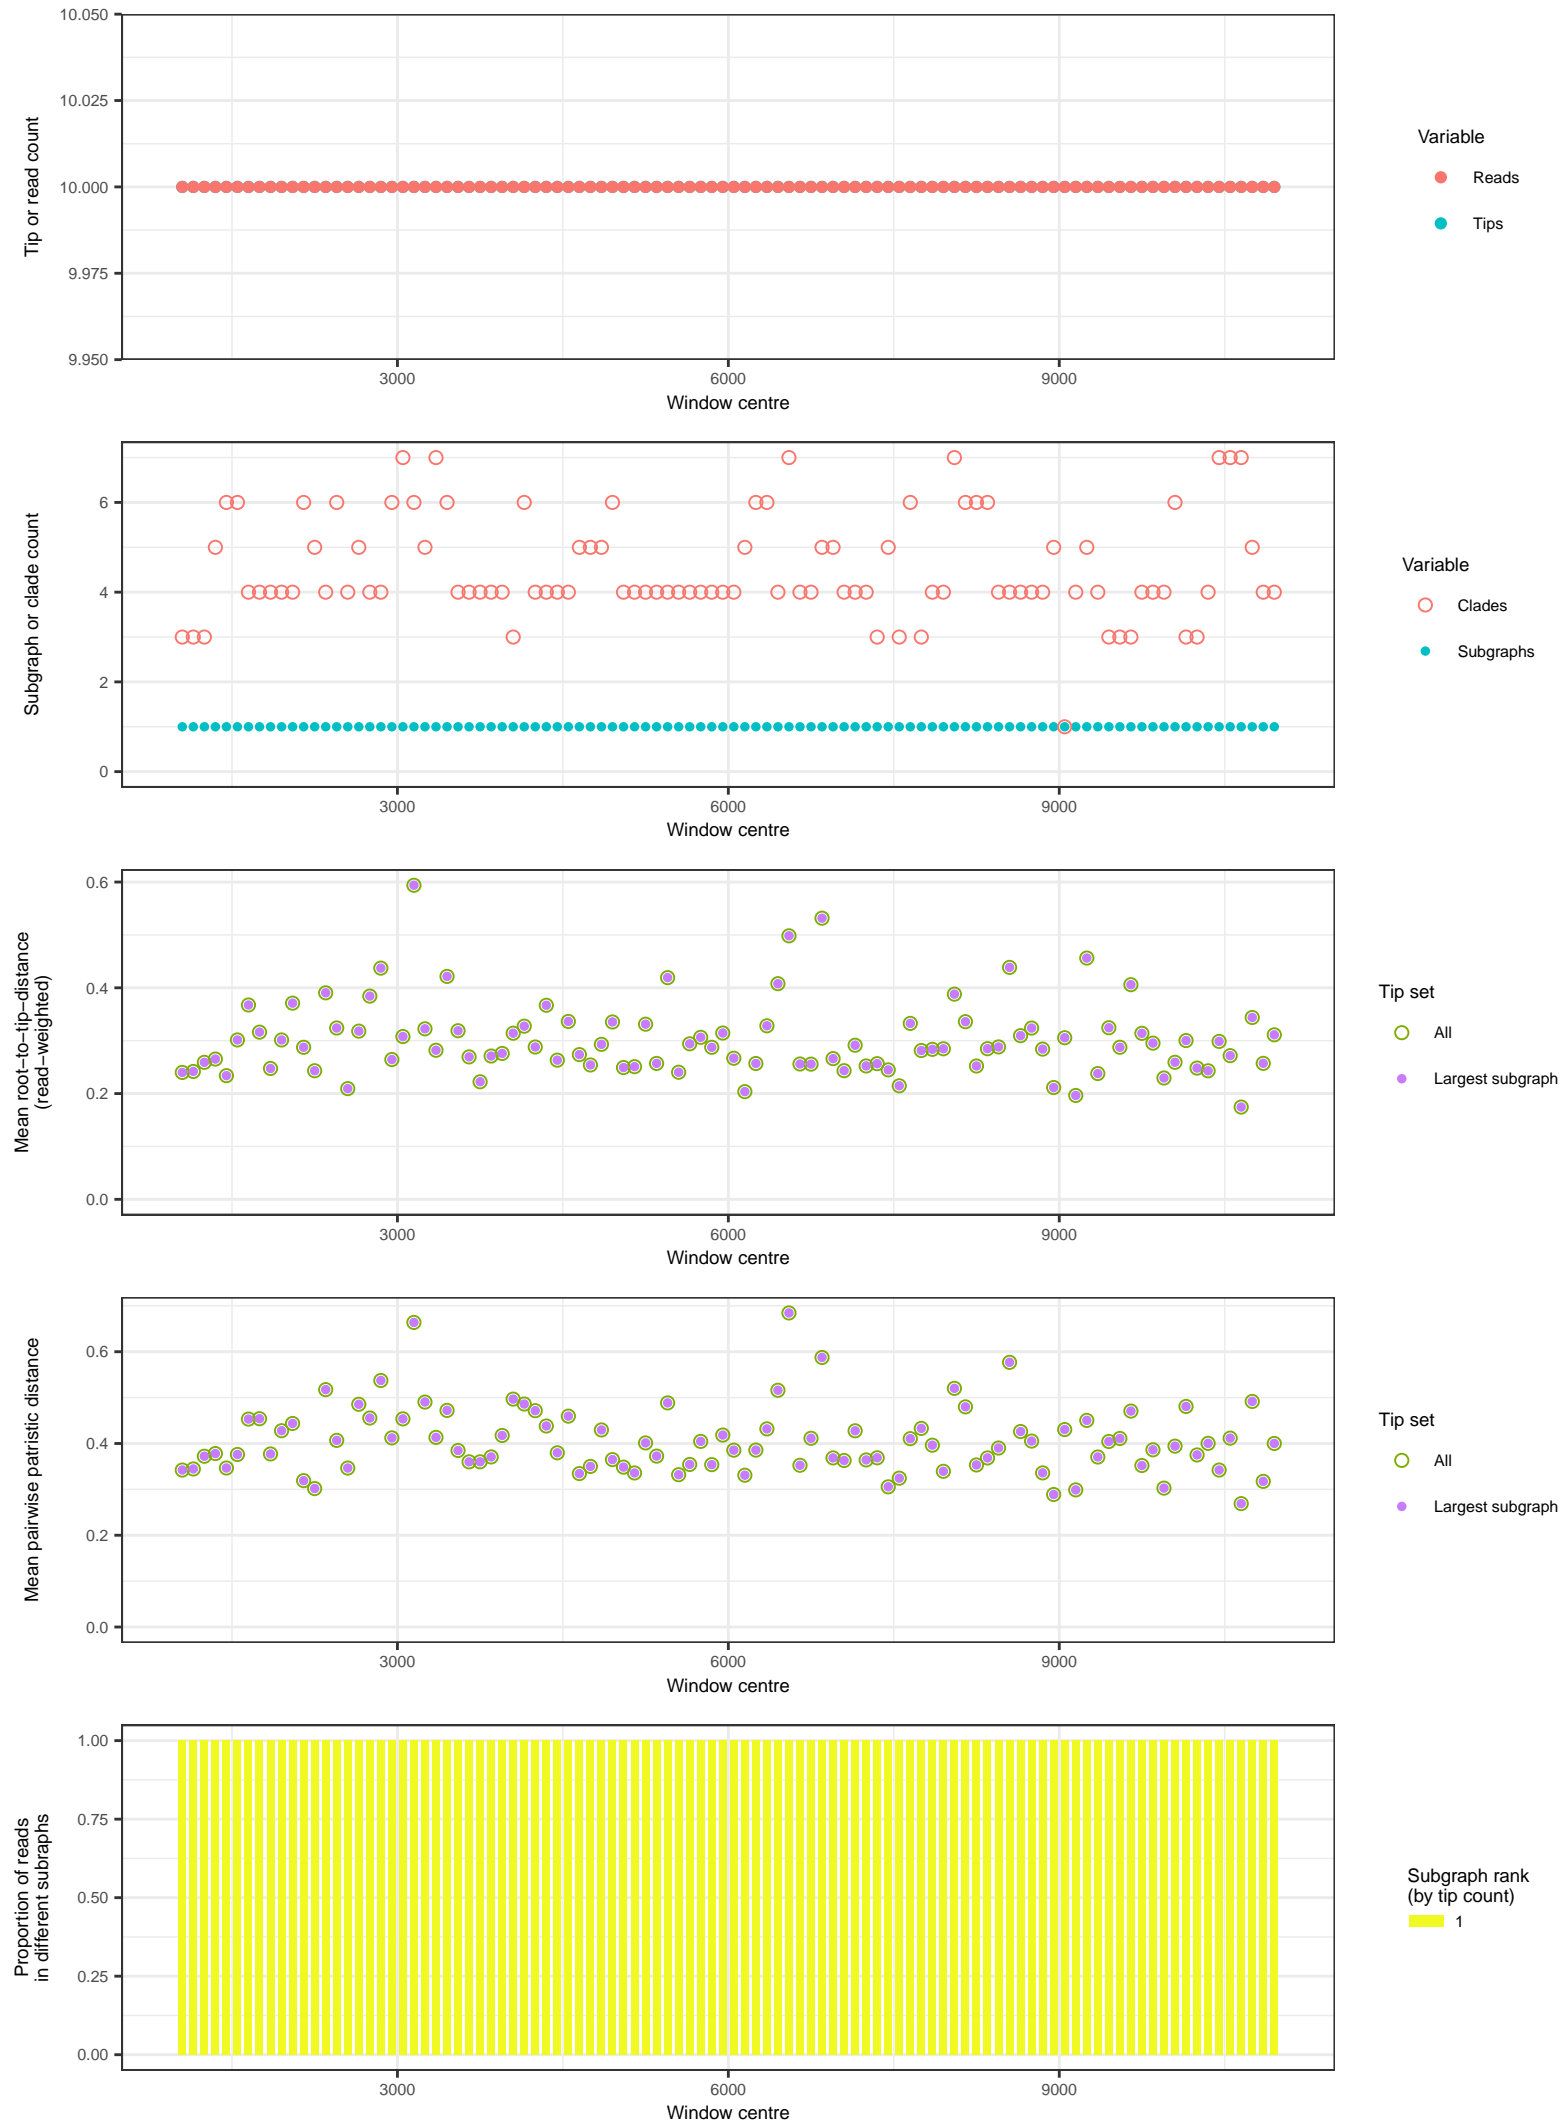 10.050
10.025
10.000
9.975
9.950
Tip or read count
3000 6000 9000
Window centre
Variable
Reads
Tips
6
4
2
0
Subgraph or clade count
3000 6000 9000
Window centre
Variable
Clades
Subgraphs
0.6
0.4
0.2
0.0
Mean root−to−tip−distance
(read−weighted)
3000 6000 9000
Window centre
Tip set
All
Largest subgraph
0.6
0.4
0.2
0.0
Mean pairwise patristic distance
3000 6000 9000
Window centre
Tip set
All
Largest subgraph
1.00
0.75
0.50
0.25
0.00
Proportion of reads
in different subraphs
3000 6000 9000
Window centre
Subgraph rank
(by tip count)
1